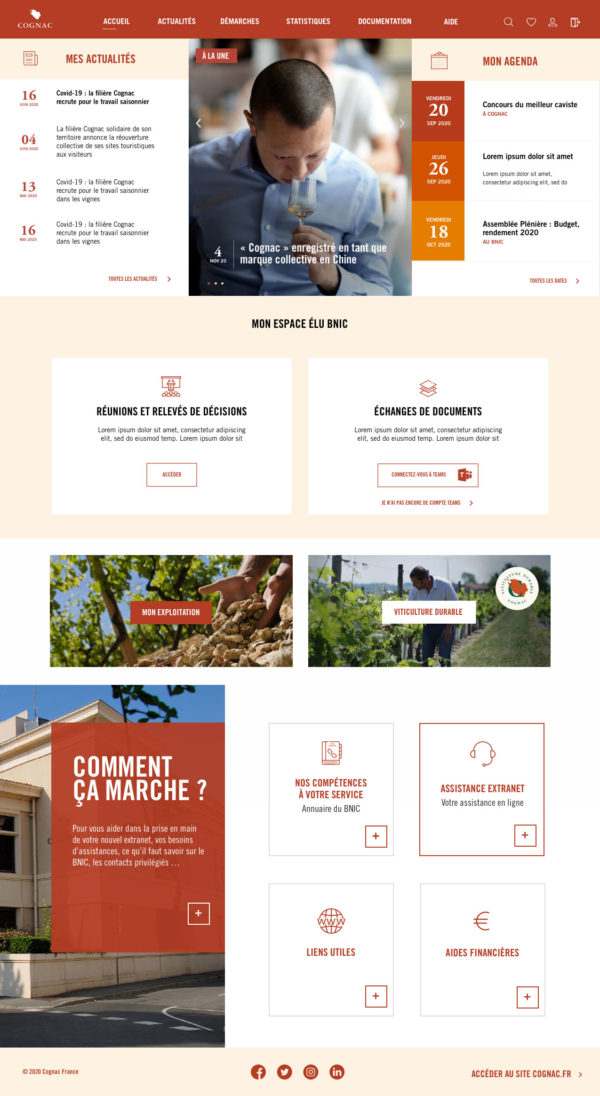 COGNAC
ACCUEIL
ACTUALITÉS
DÉMARCHES
STATISTIQUES
DOCUMENTATION
AIDE
MES ACTUALITÉS
16
JUIN 2020
Covid-19 : la filière Cognac
recrute pour le travail saisonnier
04
JUIN 2020
La filière Cognac solidaire de son
territoire annonce la réouverture
collective de ses sites touristiques
aux visiteurs
13
MAI 2020
Covid-19 : la filière Cognac
recrute pour le travail saisonnier
dans les vignes
16
MAI 2020
Covid-19 : la filière Cognac
recrute pour le travail saisonnier
dans les vignes
TOUTES LES ACTUALITÉS
À LA UNE
4
NOV 20
« Cognac » enregistré en tant que
marque collective en Chine
MON AGENDA
VENDREDI
20
SEP 2020
Concours du meilleur caviste
À COGNAC
JEUDI
26
SEP 2020
Lorem ipsum dolor sit amet
Lorem ipsum dolor sit amet,
consectetur adipiscing elit, sed do
VENDREDI
18
OCT 2020
Assemblée Plénière : Budget,
rendement 2020
AU BNIC
TOUTES LES DATES
MON ESPACE ÉLU BNIC
RÉUNIONS ET RELEVÉS DE DÉCISIONS
Lorem ipsum dolor sit amet, consectetur adipiscing
elit, sed do eiusmod temp. Lorem ipsum dolor sit
ACCÉDER
ÉCHANGES DE DOCUMENTS
Lorem ipsum dolor sit amet, consectetur adipiscing
elit, sed do eiusmod temp. Lorem ipsum dolor sit
CONNECTEZ-VOUS À TEAMS
JE N'AI PAS ENCORE DE COMPTE TEAMS
MON EXPLOITATION
VITICULTURE DURABLE
VITICULTURE DURABLE
COGNAC
COMMENT
ÇA MARCHE ?
Pour vous aider dans la prise en main
de votre nouvel extranet, vos besoins
d'assistances, ce qu'il faut savoir sur le
BNIC, les contacts privilégiés ...
+
NOS COMPÉTENCES
À VOTRE SERVICE
Annuaire du BNIC
+
ASSISTANCE EXTRANET
Votre assistance en ligne
+
WWW
LIENS UTILES
+
€
AIDES FINANCIÈRES
+
© 2020 Cognac France
ACCÉDER AU SITE COGNAC.FR